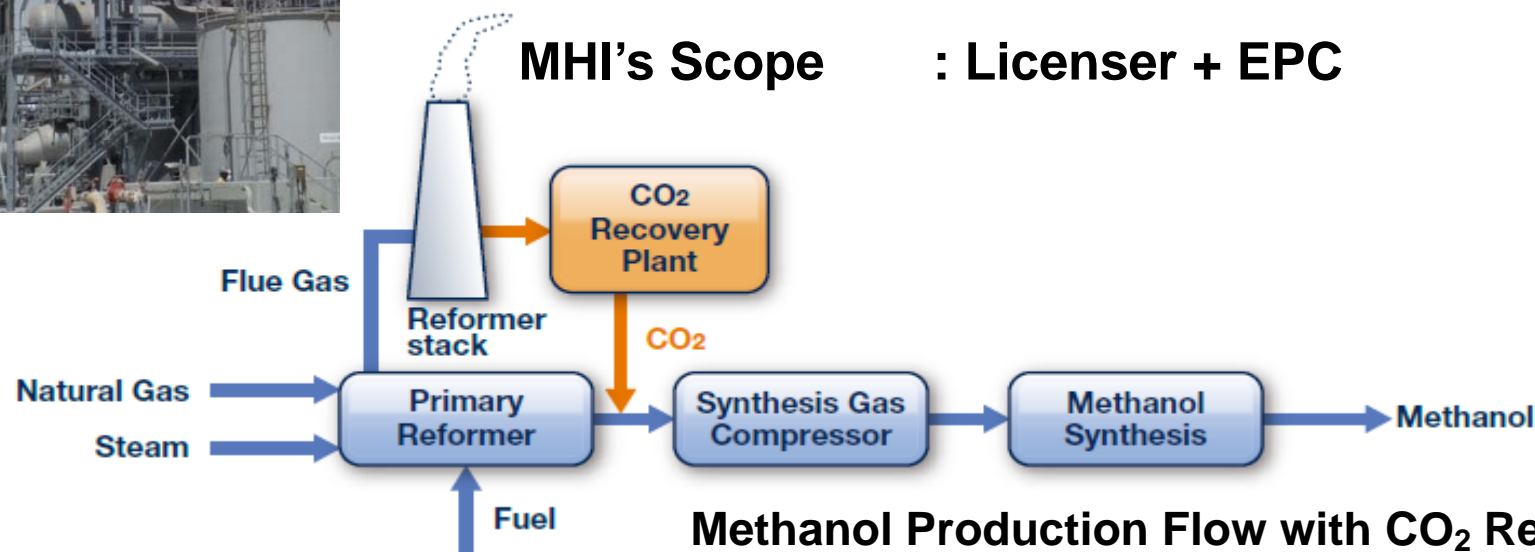 MHI's Scope : Licenser + EPC
CO2
Recovery
Plant
Flue Gas
Reformer
stack
CO2
Natural Gas
Steam
Primary
Reformer
Synthesis Gas
Compressor
Methanol
Synthesis
Methanol
Fuel
Methanol Production Flow with CO₂ Re